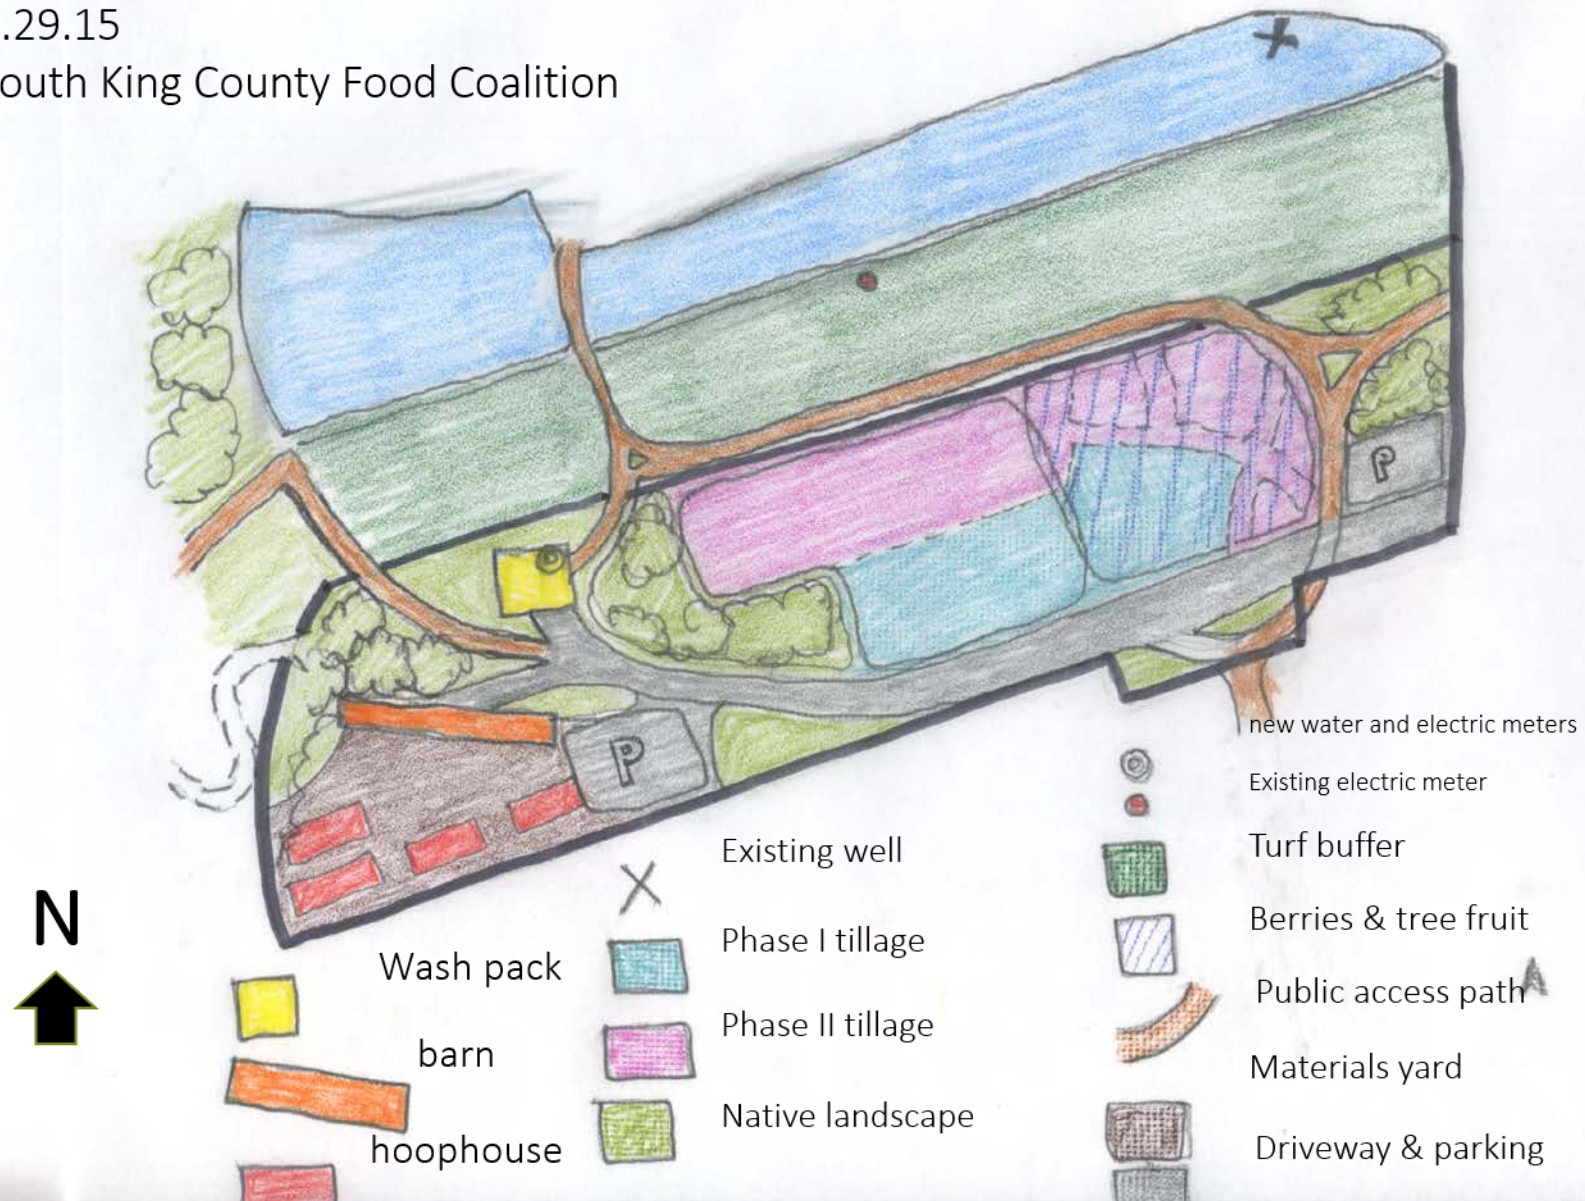 .29.15
outh King County Food Coalition
P
P
N
Wash pack
barn
hoophouse
Existing well
Phase I tillage
Phase II tillage
Native landscape
new water and electric meters
Existing electric meter
Turf buffer
Berries & tree fruit
Public access path
Materials yard
Driveway & parking